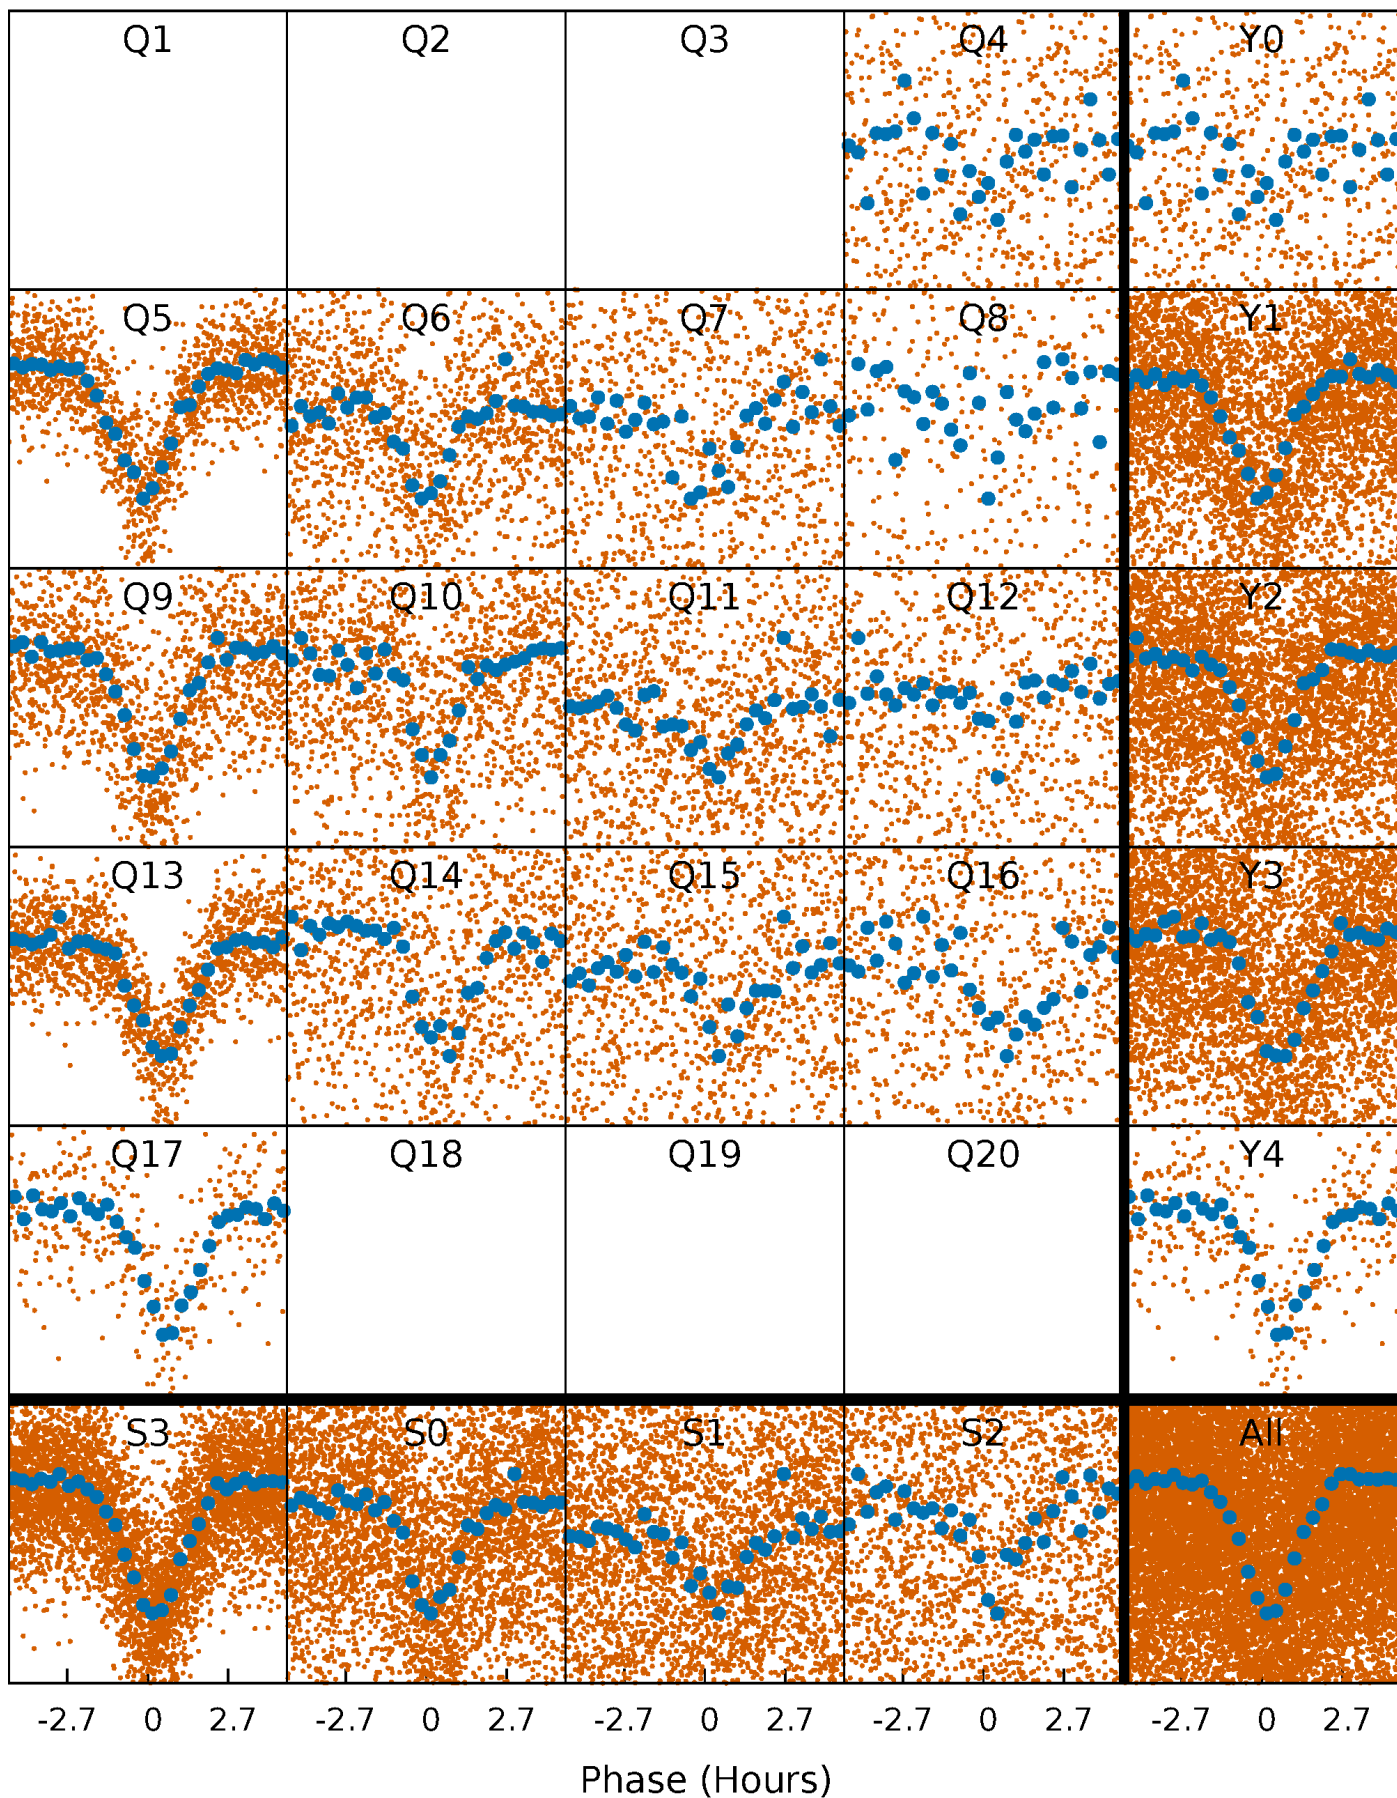 Q1 Q2 Q3 Q4 Y0
Q5 Q6 Q7 Q8 Y1
Q9 Q10 Q11 Q12 Y2
Q13 Q14 Q15 Q16 Y3
Q17 Q18 Q19 Q20 Y4
S3 S0 S1 S2 All
-2.7 0 2.7 -2.7 0 2.7 -2.7 0 2.7 -2.7 0 2.7 -2.7 0 2.7
Phase (Hours)